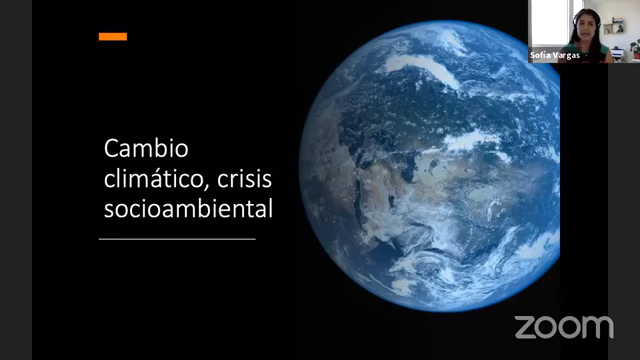 Sofía Vargas
Cambio
climático, crisis
socioambiental
zoom